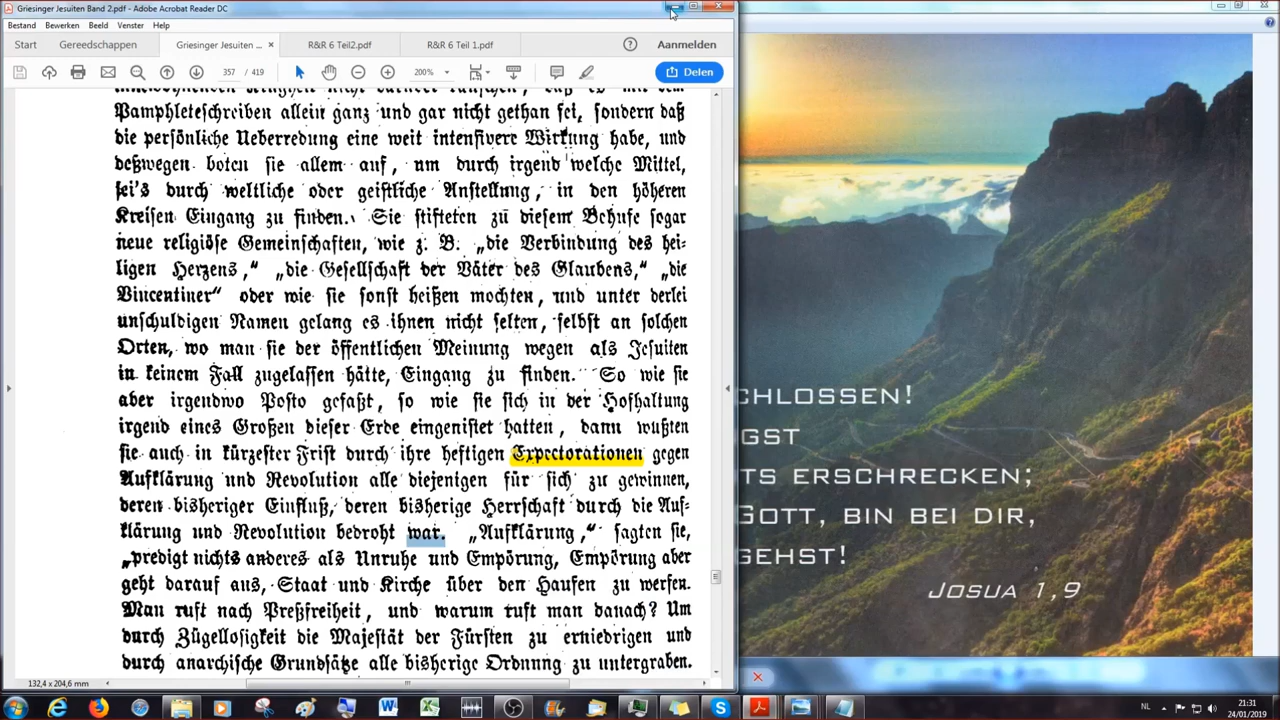 Griesinger Jesuiten Band 2.pdf - Adobe Acrobat Reader DC
Bestand Bewerken Beeld Venster Help
Start Gereedschappen Griesinger Jesuiten ... × R&R 6 Teil2.pdf R&R 6 Teil 1.pdf Aanmelden
357 / 419 200% Delen
Pamphleteschreiben allein ganz und gar nicht gethan sei, sondern daß
die persönliche Ueberredung eine weit intensivere Wirkung habe, und
deßwegen boten sie allem auf, um durch irgend welche Mittel,
sei's durch weltliche oder geistliche Anstellung, in den höheren
Kreisen Eingang zu finden. Sie stifteten zu diesem Behufe sogar
neue religiöse Gemeinschaften, wie z. B. „die Verbindung des hei-
ligen Herzens,“ „die Gesellschaft der Väter des Glaubens,“ „die
Vincentiner“ oder wie sie sonst heißen mochten, und unter derlei
unschuldigen Namen gelang es ihnen nicht selten, selbst an solchen
Orten, wo man sie der öffentlichen Meinung wegen als Jesuiten
in keinem Fall zugelassen hätte, Eingang zu finden. So wie sie
aber irgendwo Posto gefaßt, so wie sie sich in der Hofhaltung
irgend eines Großen dieser Erde eingenistet hatten, dann wußten
sie auch in kürzester Frist durch ihre heftigen Expectorationen gegen
Aufklärung und Revolution alle diejenigen für sich zu gewinnen,
deren bisheriger Einfluß, deren bisherige Herrschaft durch die Auf-
klärung und Revolution bedroht war. „Aufklärung,“ sagten sie,
„predigt nichts anderes als Unruhe und Empörung, Empörung aber
geht darauf aus, Staat und Kirche über den Haufen zu werfen.
Man ruft nach Preßfreiheit, und warum ruft man danach? Um
durch Zügellosigkeit die Majestät der Fürsten zu erniedrigen und
durch anarchische Grundsätze alle bisherige Ordnung zu untergraben.
132,4 x 204,6 mm
CHLOSSEN!
GST
TS ERSCHRECKEN;
GOTT, BIN BEI DIR,
GEHST!
JOSUA 1,9
NL 21:31
24/01/2019